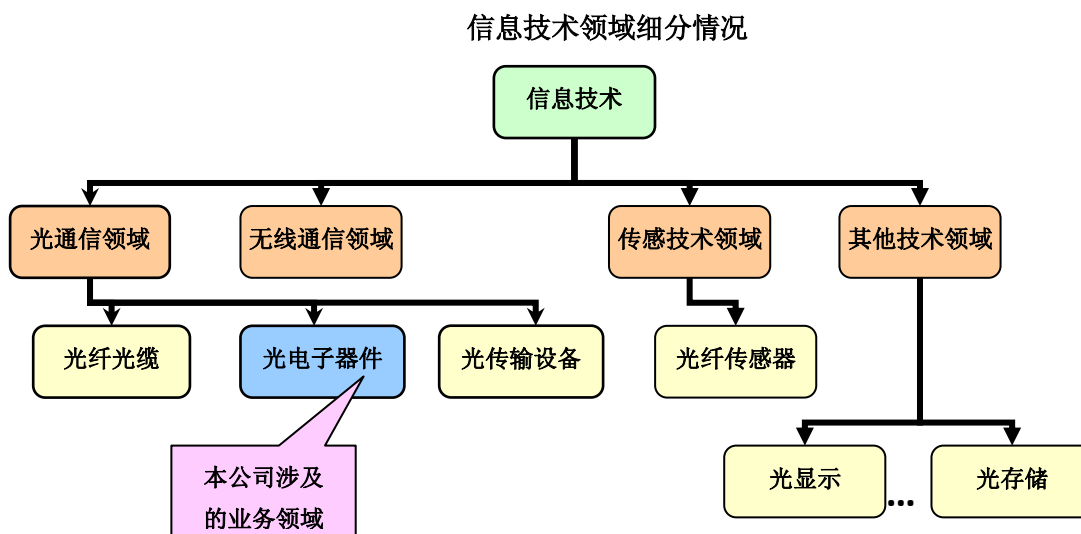 信息技术领域细分情况
信息技术
光通信领域
无线通信领域
传感技术领域
其他技术领域
光纤光缆
光电子器件
光传输设备
光纤传感器
本公司涉及
的业务领域
光显示
...
光存储